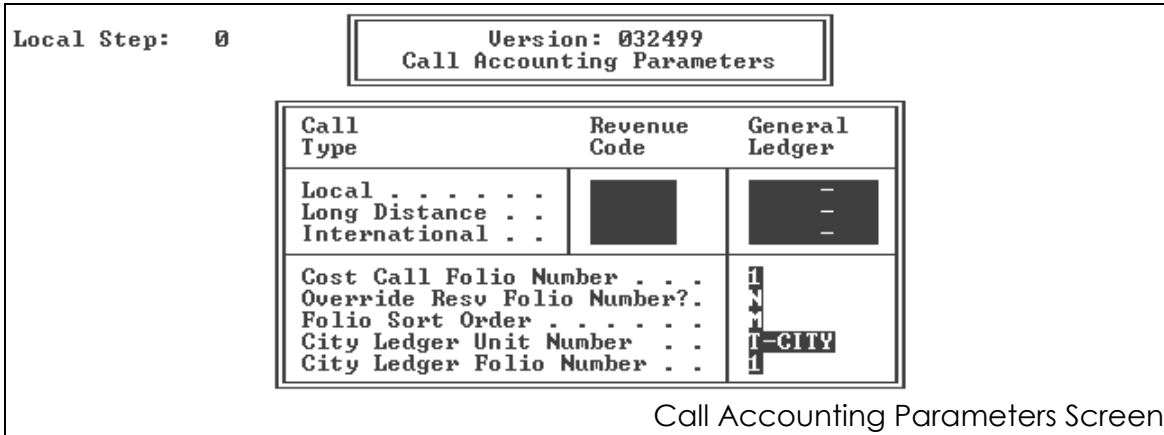 Local Step: 0
Version: 032499
Call Accounting Parameters
Call Type
Revenue Code
General Ledger
Local . . . . . . –
Long Distance . . –
International . . –
Cost Call Folio Number . . . 1
Override Resv Folio Number?. N
Folio Sort Order . . . . . . M
City Ledger Unit Number . . T-CITY
City Ledger Folio Number . . 1
Call Accounting Parameters Screen